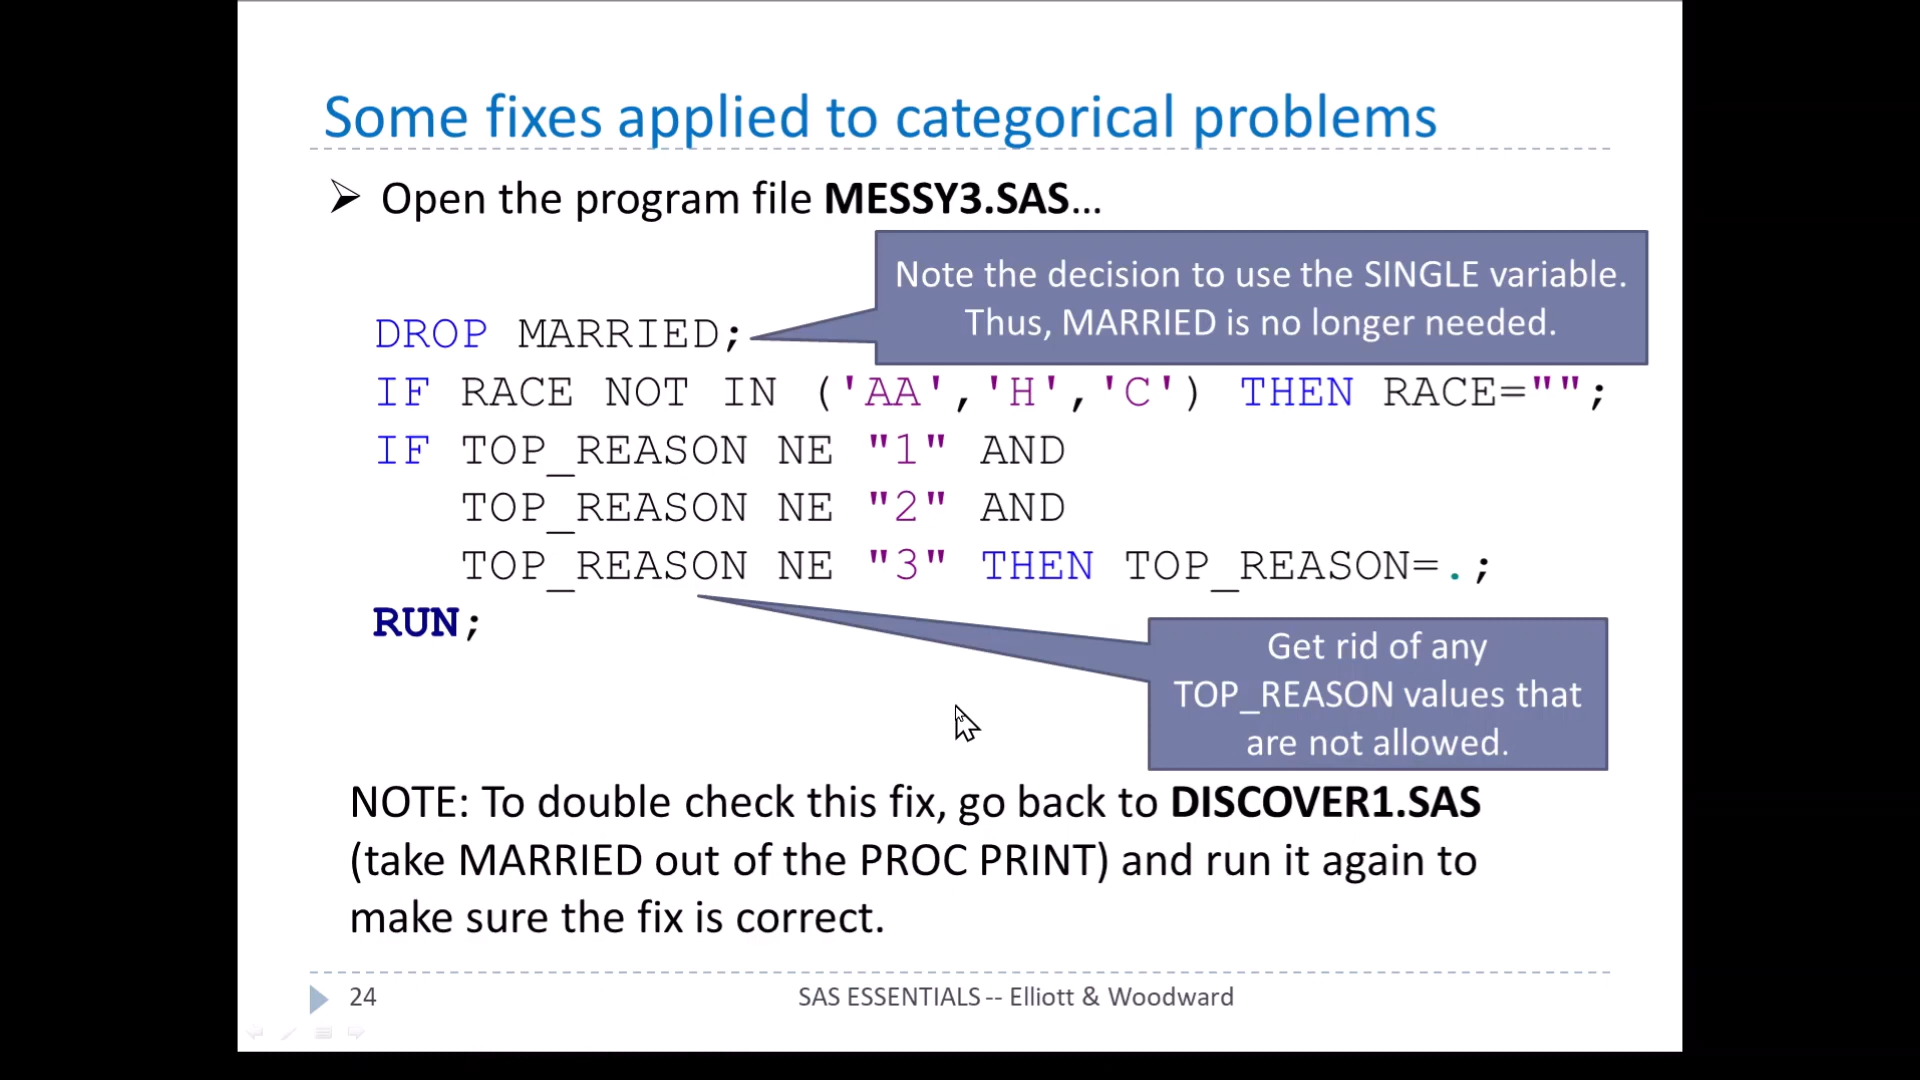 Some fixes applied to categorical problems
Open the program file MESSY3.SAS...
Note the decision to use the SINGLE variable.
Thus, MARRIED is no longer needed.
DROP MARRIED;
IF RACE NOT IN ('AA','H','C') THEN RACE="";
IF TOP_REASON NE "1" AND
TOP_REASON NE "2" AND
TOP_REASON NE "3" THEN TOP_REASON=.;
RUN;
Get rid of any
TOP_REASON values that
are not allowed.
NOTE: To double check this fix, go back to DISCOVER1.SAS
(take MARRIED out of the PROC PRINT) and run it again to
make sure the fix is correct.
24
SAS ESSENTIALS -- Elliott & Woodward